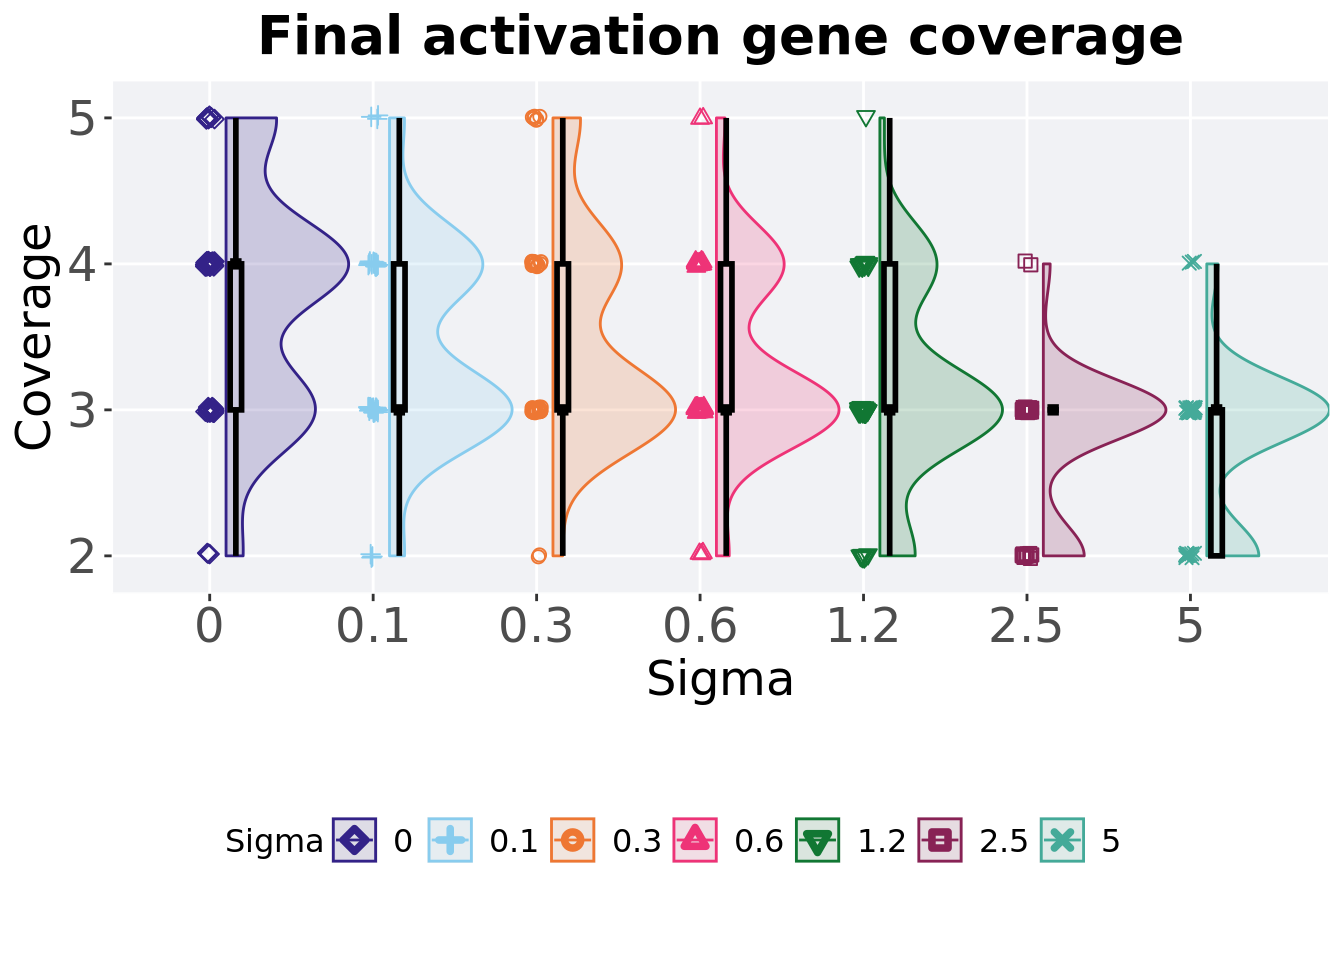 Final activation gene coverage
Coverage
5
4
3
2
0 0.1 0.3 0.6 1.2 2.5 5
Sigma
Sigma 0 0.1 0.3 0.6 1.2 2.5 5